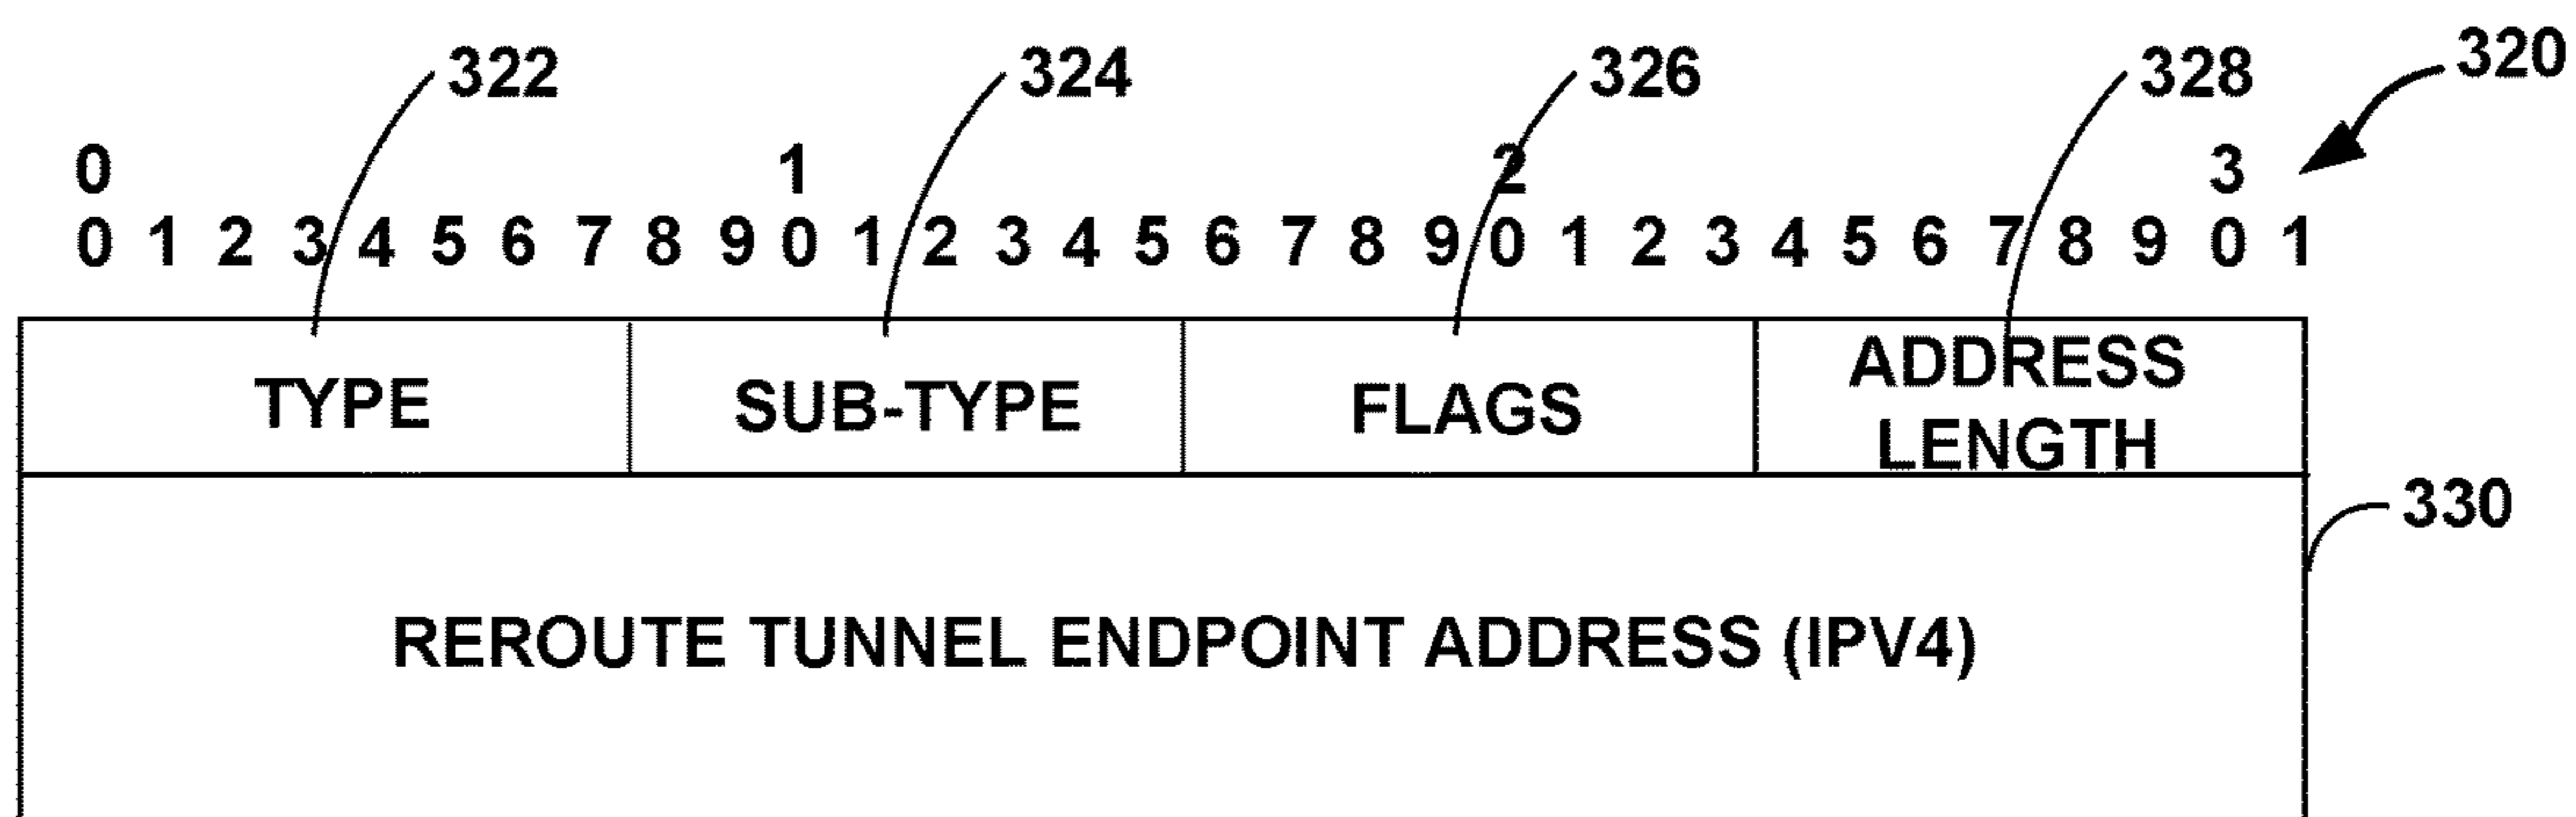 322 324 326 328 320
0 1 2 3
0 1 2 3 4 5 6 7 8 9 0 1 2 3 4 5 6 7 8 9 0 1 2 3 4 5 6 7 8 9 0 1
TYPE SUB-TYPE FLAGS ADDRESS
LENGTH
330
REROUTE TUNNEL ENDPOINT ADDRESS (IPV4)